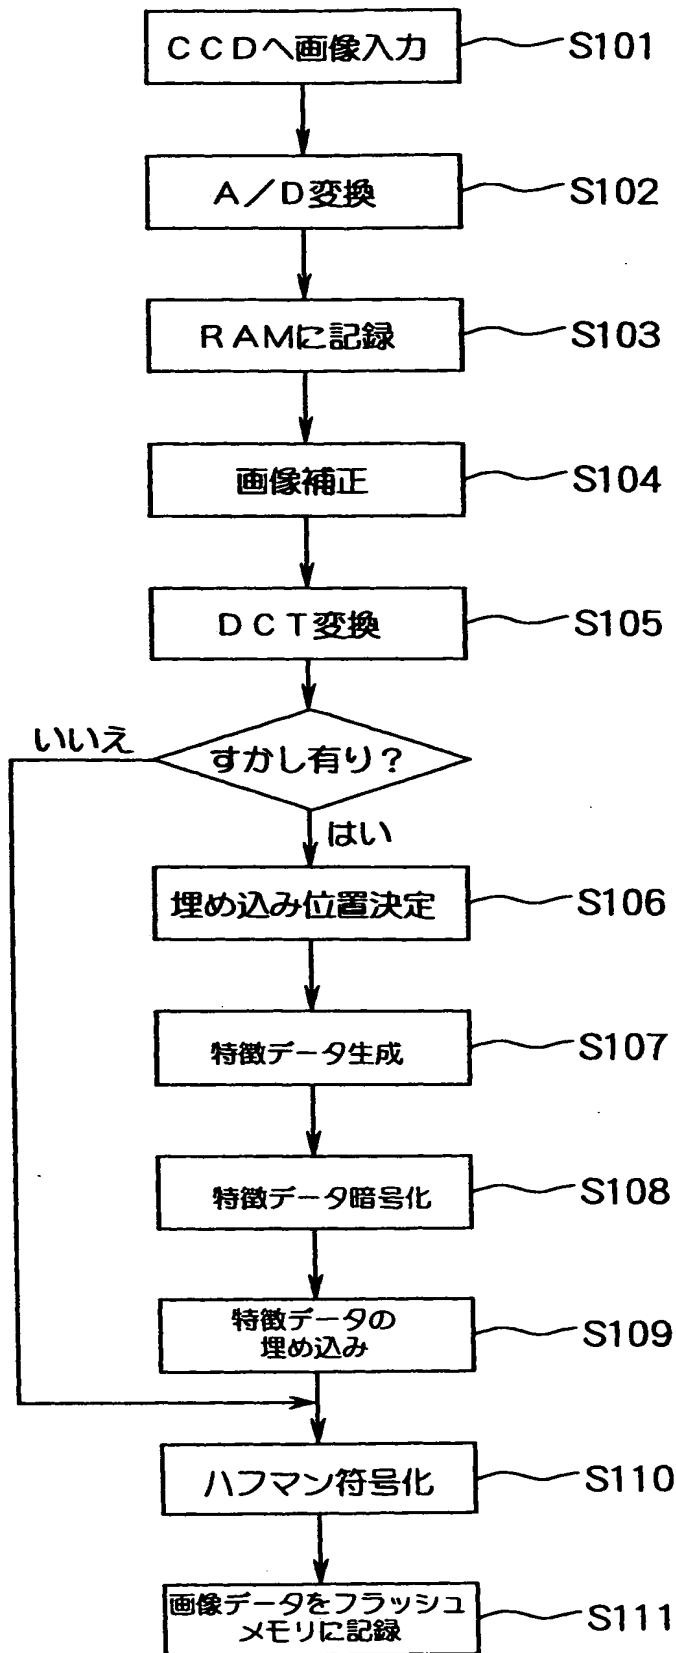 CCDへ画像入力 S101
A/D変換 S102
RAMに記録 S103
画像補正 S104
DCT変換 S105
いいえ
すかし有り?
はい
埋め込み位置決定 S106
特徴データ生成 S107
特徴データ暗号化 S108
特徴データの
埋め込み S109
ハフマン符号化 S110
画像データをフラッシュ
メモリに記録 S111